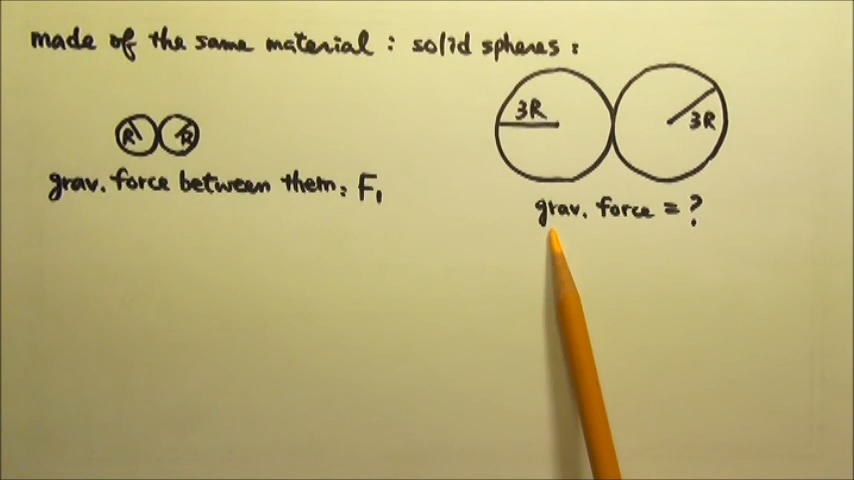 made of the same material : solid spheres :
3R
3R
R R
grav. force between them : F₁
grav. force = ?